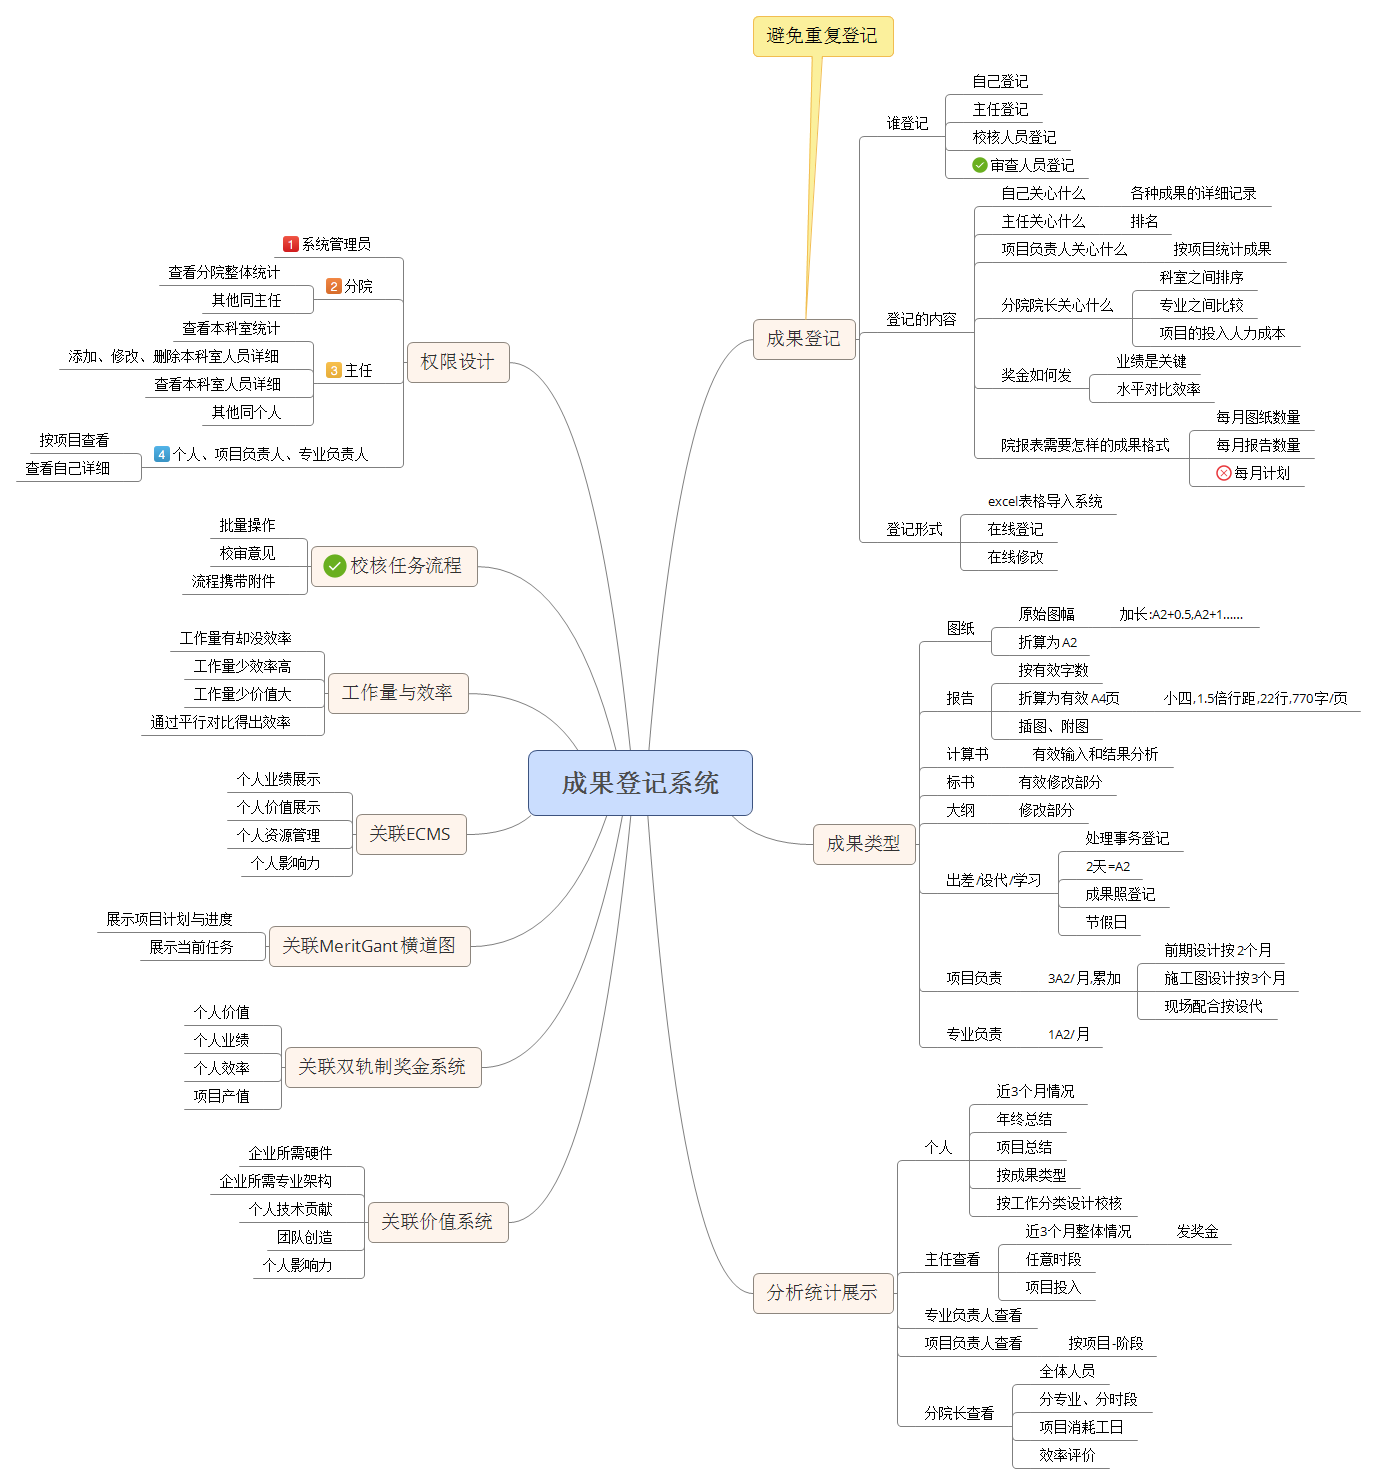 成果登记系统
避免重复登记
成果登记
谁登记
自己登记
主任登记
校核人员登记
审查人员登记
登记的内容
自己关心什么
各种成果的详细记录
主任关心什么
排名
项目负责人关心什么
按项目统计成果
分院院长关心什么
科室之间排序
专业之间比较
项目的投入人力成本
奖金如何发
业绩是关键
水平对比效率
院报表需要怎样的成果格式
每月图纸数量
每月报告数量
每月计划
登记形式
excel表格导入系统
在线登记
在线修改
成果类型
图纸
原始图幅
加长:A2+0.5,A2+1......
折算为A2
报告
按有效字数
折算为有效A4页
小四,1.5倍行距,22行,770字/页
插图、附图
计算书
有效输入和结果分析
标书
有效修改部分
大纲
修改部分
出差/设代/学习
处理事务登记
2天=A2
成果照登记
节假日
项目负责
3A2/月,累加
前期设计按2个月
施工图设计按3个月
现场配合按设代
专业负责
1A2/月
分析统计展示
个人
近3个月情况
年终总结
项目总结
按成果类型
按工作分类设计校核
主任查看
近3个月整体情况
发奖金
任意时段
项目投入
专业负责人查看
项目负责人查看
按项目-阶段
分院长查看
全体人员
分专业、分时段
项目消耗工日
效率评价
权限设计
1 系统管理员
2 分院
查看分院整体统计
其他同主任
3 主任
查看本科室统计
添加、修改、删除本科室人员详细
查看本科室人员详细
其他同个人
4 个人、项目负责人、专业负责人
按项目查看
查看自己详细
校核任务流程
批量操作
校审意见
流程携带附件
工作量与效率
工作量有却没效率
工作量少效率高
工作量少价值大
通过平行对比得出效率
关联ECMS
个人业绩展示
个人价值展示
个人资源管理
个人影响力
关联MeritGant横道图
展示项目计划与进度
展示当前任务
关联双轨制奖金系统
个人价值
个人业绩
个人效率
项目产值
关联价值系统
企业所需硬件
企业所需专业架构
个人技术贡献
团队创造
个人影响力